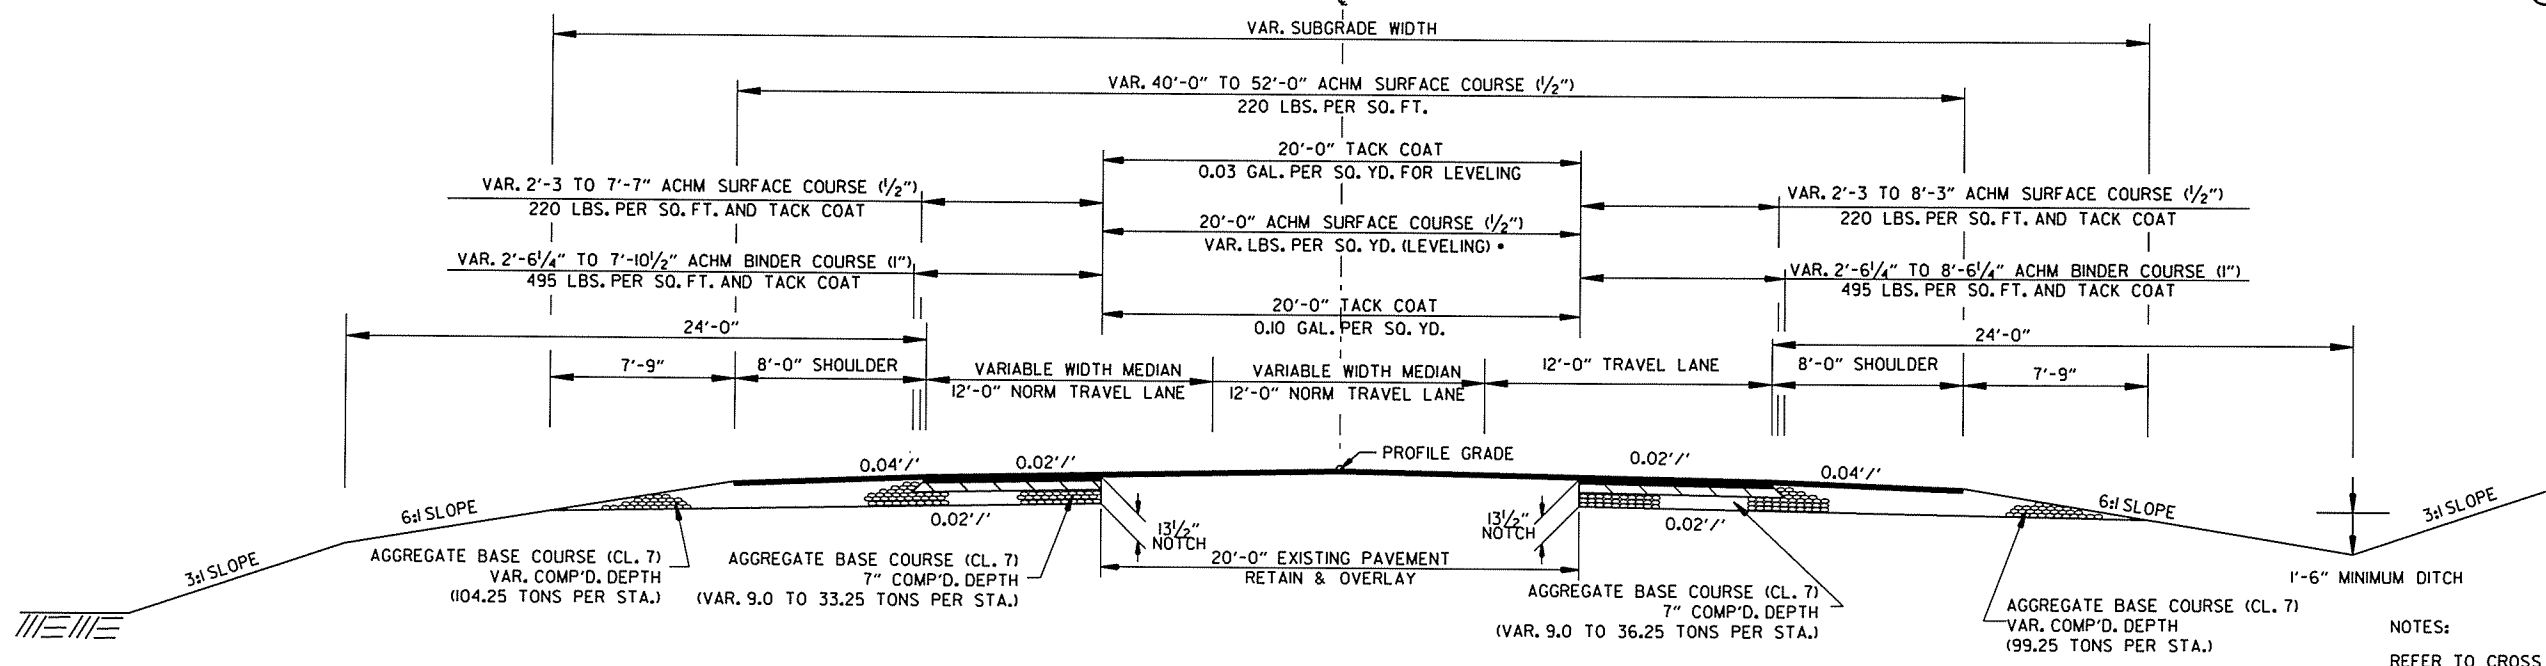 VAR. SUBGRADE WIDTH
VAR. 40'-0" TO 52'-0" ACHM SURFACE COURSE (1/2")
220 LBS. PER SQ. FT.
20'-0" TACK COAT
0.03 GAL. PER SQ. YD. FOR LEVELING
VAR. 2'-3 TO 7'-7" ACHM SURFACE COURSE (1/2")
220 LBS. PER SQ. FT. AND TACK COAT
VAR. 2'-3 TO 8'-3" ACHM SURFACE COURSE (1/2")
220 LBS. PER SQ. FT. AND TACK COAT
20'-0" ACHM SURFACE COURSE (1/2")
VAR. LBS. PER SQ. YD. (LEVELING) •
VAR. 2'-6 1/4" TO 7'-10 1/2" ACHM BINDER COURSE (1")
495 LBS. PER SQ. FT. AND TACK COAT
VAR. 2'-6 1/4" TO 8'-6 1/4" ACHM BINDER COURSE (1")
495 LBS. PER SQ. FT. AND TACK COAT
20'-0" TACK COAT
0.10 GAL. PER SQ. YD.
24'-0"
24'-0"
7'-9"
8'-0" SHOULDER
VARIABLE WIDTH MEDIAN
12'-0" NORM TRAVEL LANE
VARIABLE WIDTH MEDIAN
12'-0" NORM TRAVEL LANE
12'-0" TRAVEL LANE
8'-0" SHOULDER
7'-9"
PROFILE GRADE
0.04'/'
0.02'/'
0.02'/'
0.04'/'
6:1 SLOPE
3:1 SLOPE
0.02'/'
13 1/2"
NOTCH
13 1/2"
NOTCH
0.02'/'
6:1 SLOPE
3:1 SLOPE
AGGREGATE BASE COURSE (CL. 7)
VAR. COMP'D. DEPTH
(104.25 TONS PER STA.)
AGGREGATE BASE COURSE (CL. 7)
7" COMP'D. DEPTH
(VAR. 9.0 TO 33.25 TONS PER STA.)
20'-0" EXISTING PAVEMENT
RETAIN & OVERLAY
AGGREGATE BASE COURSE (CL. 7)
7" COMP'D. DEPTH
(VAR. 9.0 TO 36.25 TONS PER STA.)
AGGREGATE BASE COURSE (CL. 7)
VAR. COMP'D. DEPTH
(99.25 TONS PER STA.)
1'-6" MINIMUM DITCH
NOTES:
REFER TO CROSS